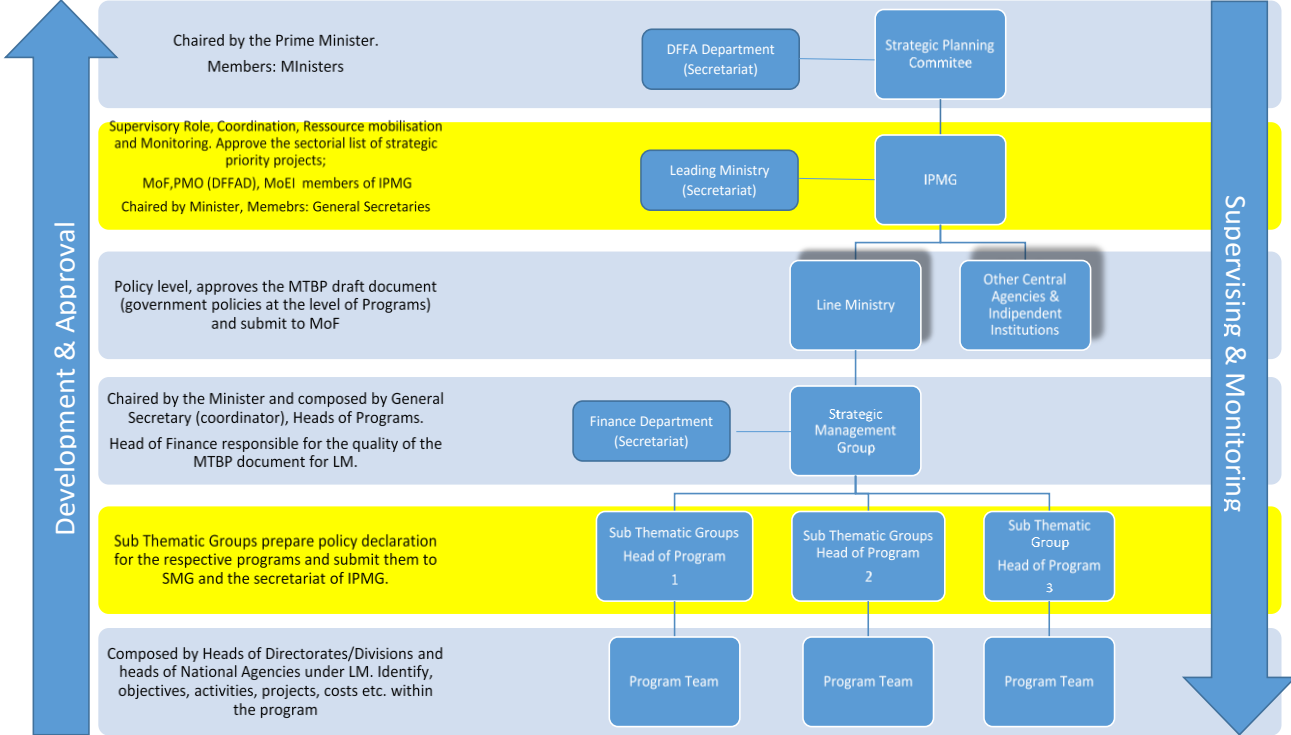 Development & Approval
Chaired by the Prime Minister.
Members: MInisters
DFFA Department
(Secretariat)
Strategic Planning
Commitee
Supervisory Role, Coordination, Ressource mobilisation
and Monitoring. Approve the sectorial list of strategic
priority projects;
MoF,PMO (DFFAD), MoEI members of IPMG
Chaired by Minister, Memebrs: General Secretaries
Leading Ministry
(Secretariat)
IPMG
Policy level, approves the MTBP draft document
(government policies at the level of Programs)
and submit to MoF
Line Ministry
Other Central
Agencies &
Indipendent
Institutions
Chaired by the Minister and composed by General
Secretary (coordinator), Heads of Programs.
Head of Finance responsible for the quality of the
MTBP document for LM.
Finance Department
(Secretariat)
Strategic
Management
Group
Sub Thematic Groups prepare policy declaration
for the respective programs and submit them to
SMG and the secretariat of IPMG.
Sub Thematic Groups
Head of Program
1
Sub Thematic Groups
Head of Program
2
Sub Thematic
Group
Head of Program
3
Composed by Heads of Directorates/Divisions and
heads of National Agencies under LM. Identify,
objectives, activities, projects, costs etc. within
the program
Program Team
Program Team
Program Team
Supervising & Monitoring